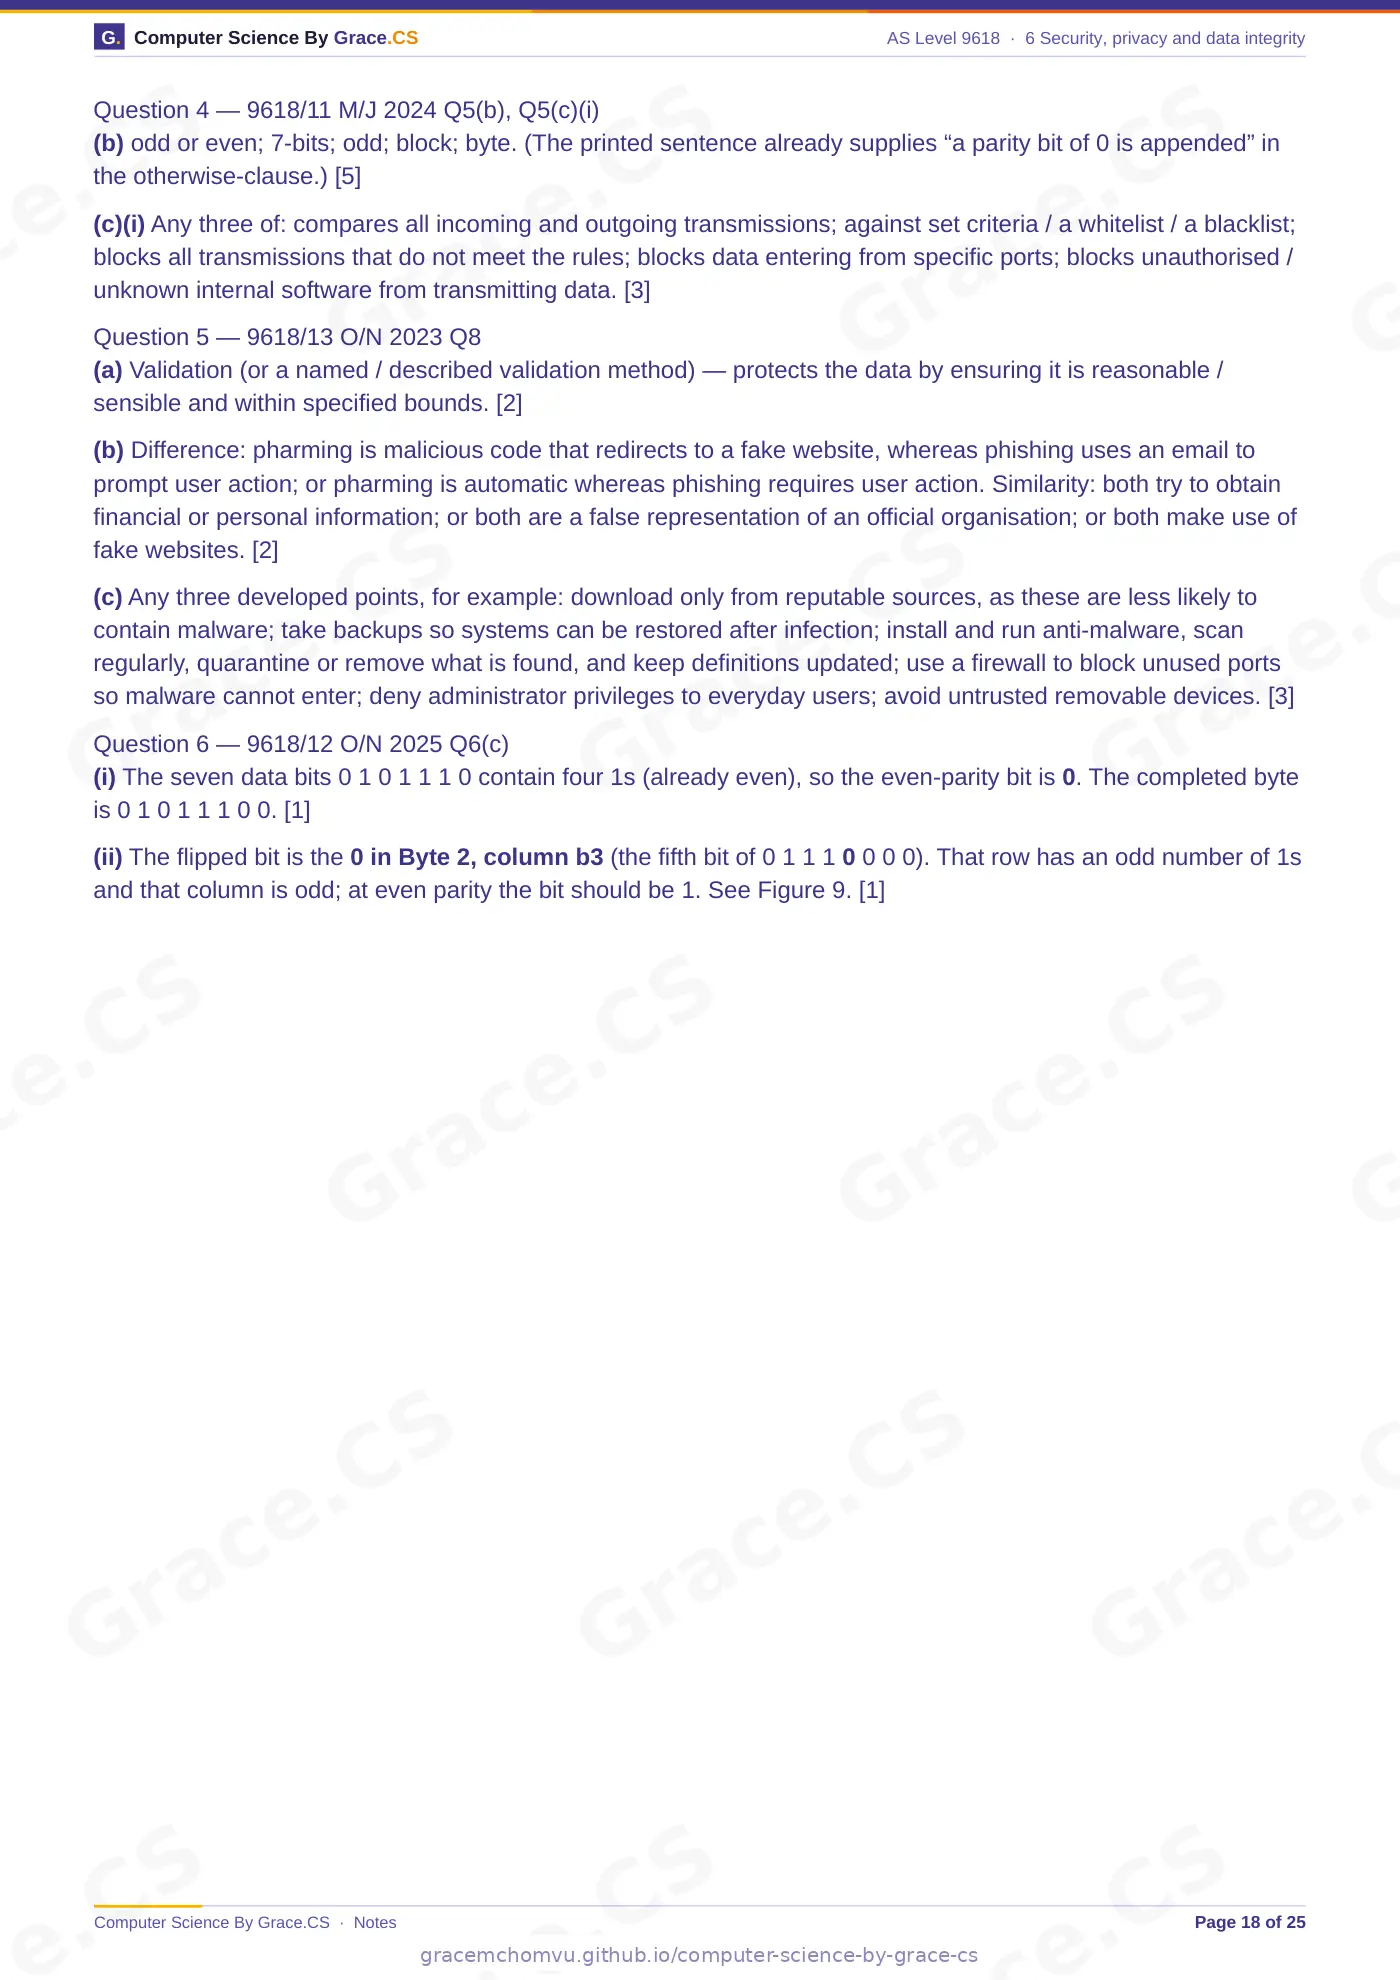 G. Computer Science By Grace.CS
AS Level 9618 · 6 Security, privacy and data integrity
Question 4 — 9618/11 M/J 2024 Q5(b), Q5(c)(i)
(b) odd or even; 7-bits; odd; block; byte. (The printed sentence already supplies “a parity bit of 0 is appended” in
the otherwise-clause.) [5]
(c)(i) Any three of: compares all incoming and outgoing transmissions; against set criteria / a whitelist / a blacklist;
blocks all transmissions that do not meet the rules; blocks data entering from specific ports; blocks unauthorised /
unknown internal software from transmitting data. [3]
Question 5 — 9618/13 O/N 2023 Q8
(a) Validation (or a named / described validation method) — protects the data by ensuring it is reasonable /
sensible and within specified bounds. [2]
(b) Difference: pharming is malicious code that redirects to a fake website, whereas phishing uses an email to
prompt user action; or pharming is automatic whereas phishing requires user action. Similarity: both try to obtain
financial or personal information; or both are a false representation of an official organisation; or both make use of
fake websites. [2]
(c) Any three developed points, for example: download only from reputable sources, as these are less likely to
contain malware; take backups so systems can be restored after infection; install and run anti-malware, scan
regularly, quarantine or remove what is found, and keep definitions updated; use a firewall to block unused ports
so malware cannot enter; deny administrator privileges to everyday users; avoid untrusted removable devices. [3]
Question 6 — 9618/12 O/N 2025 Q6(c)
(i) The seven data bits 0 1 0 1 1 1 0 contain four 1s (already even), so the even-parity bit is 0. The completed byte
is 0 1 0 1 1 1 0 0. [1]
(ii) The flipped bit is the 0 in Byte 2, column b3 (the fifth bit of 0 1 1 1 0 0 0 0). That row has an odd number of 1s
and that column is odd; at even parity the bit should be 1. See Figure 9. [1]
Computer Science By Grace.CS · Notes
Page 18 of 25
gracemchomvu.github.io/computer-science-by-grace-cs